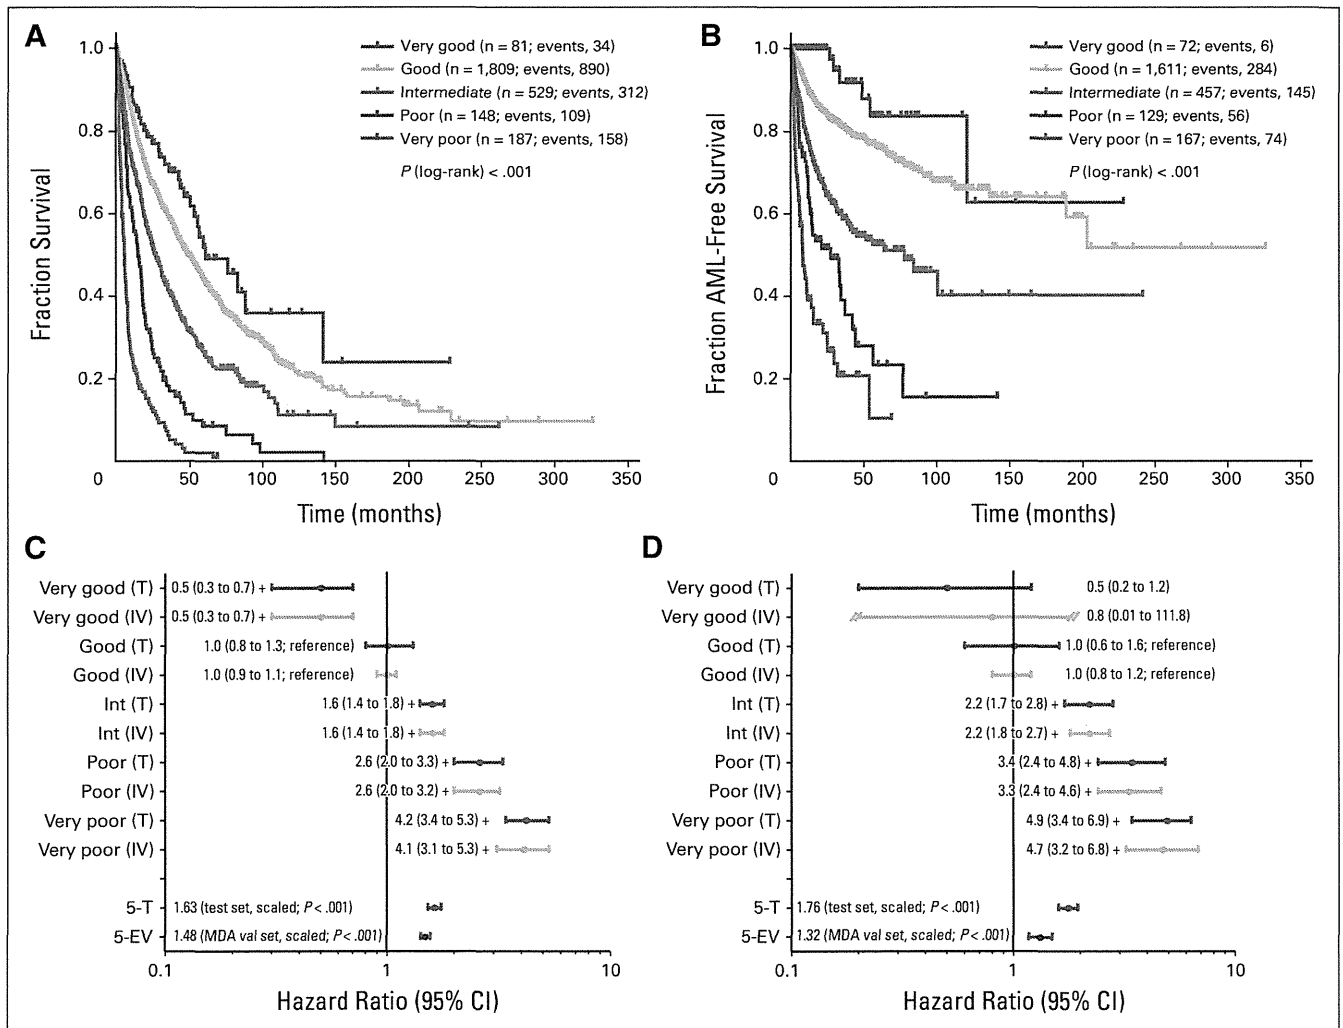 A
1.0
0.8
0.6
0.4
0.2
0 50 100 150 200 250 300 350
Fraction Survival
Time (months)
Very good (n = 81; events, 34)
Good (n = 1,809; events, 890)
Intermediate (n = 529; events, 312)
Poor (n = 148; events, 109)
Very poor (n = 187; events, 158)
P (log-rank) < .001
B
1.0
0.8
0.6
0.4
0.2
0 50 100 150 200 250 300 350
Fraction AML-Free Survival
Time (months)
Very good (n = 72; events, 6)
Good (n = 1,611; events, 284)
Intermediate (n = 457; events, 145)
Poor (n = 129; events, 56)
Very poor (n = 167; events, 74)
P (log-rank) < .001
C
Very good (T) 0.5 (0.3 to 0.7) +
Very good (IV) 0.5 (0.3 to 0.7) +
Good (T) 1.0 (0.8 to 1.3; reference)
Good (IV) 1.0 (0.9 to 1.1; reference)
Int (T) 1.6 (1.4 to 1.8) +
Int (IV) 1.6 (1.4 to 1.8) +
Poor (T) 2.6 (2.0 to 3.3) +
Poor (IV) 2.6 (2.0 to 3.2) +
Very poor (T) 4.2 (3.4 to 5.3) +
Very poor (IV) 4.1 (3.1 to 5.3) +
5-T 1.63 (test set, scaled; P < .001)
5-EV 1.48 (MDA val set, scaled; P < .001)
0.1 1 10
Hazard Ratio (95% CI)
D
Very good (T) 0.5 (0.2 to 1.2)
Very good (IV) 0.8 (0.01 to 111.8)
Good (T) 1.0 (0.6 to 1.6; reference)
Good (IV) 1.0 (0.8 to 1.2; reference)
Int (T) 2.2 (1.7 to 2.8) +
Int (IV) 2.2 (1.8 to 2.7) +
Poor (T) 3.4 (2.4 to 4.8) +
Poor (IV) 3.3 (2.4 to 4.6) +
Very poor (T) 4.9 (3.4 to 6.9) +
Very poor (IV) 4.7 (3.2 to 6.8) +
5-T 1.76 (test set, scaled; P < .001)
5-EV 1.32 (MDA val set, scaled; P < .001)
0.1 1 10
Hazard Ratio (95% CI)